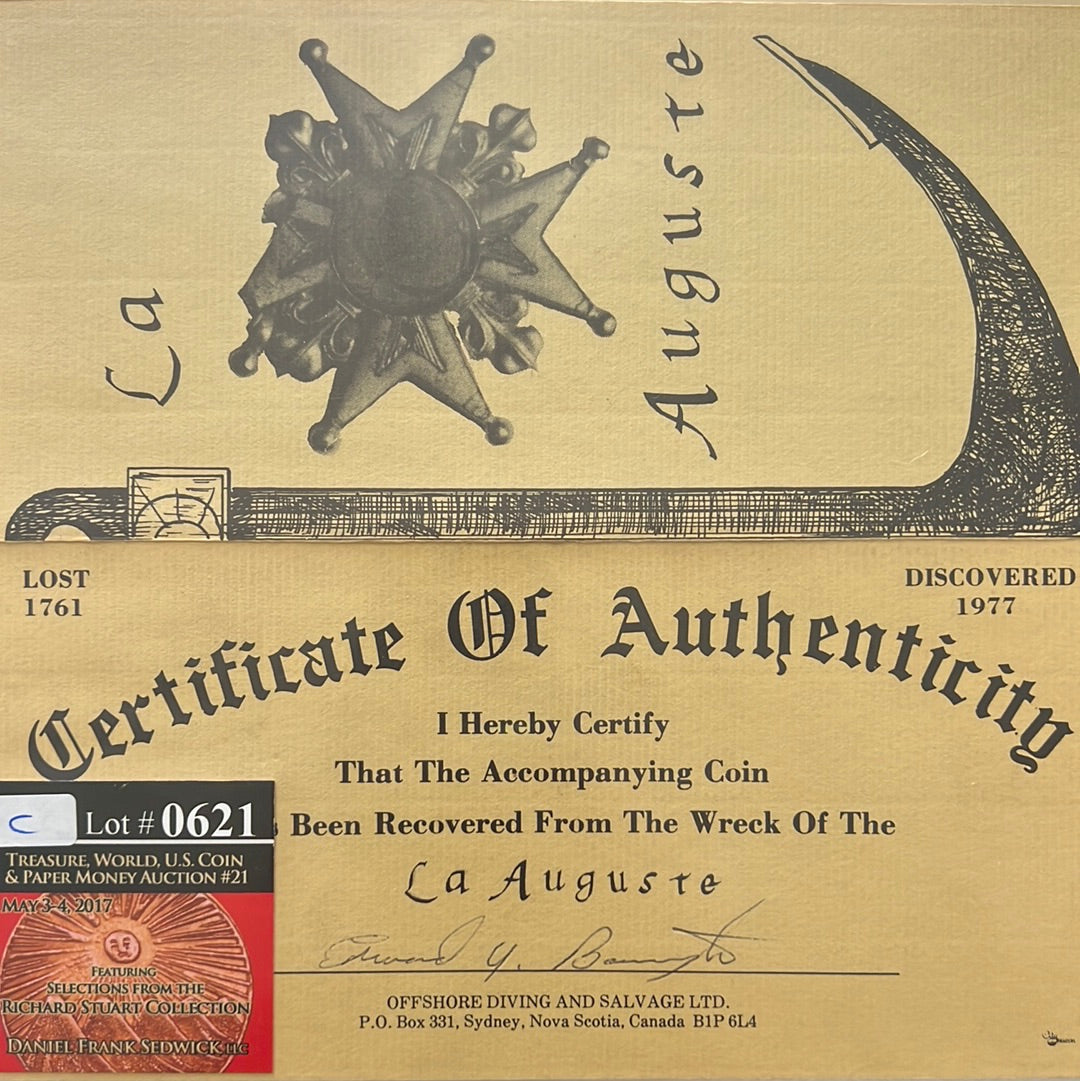 La
Auguste
LOST
1761
DISCOVERED
1977
Certificate Of Authenticity
I Hereby Certify
That The Accompanying Coin
Been Recovered From The Wreck Of The
La Auguste
OFFSHORE DIVING AND SALVAGE LTD.
P.O. Box 331, Sydney, Nova Scotia, Canada B1P 6L4
C
Lot # 0621
TREASURE, WORLD, U.S. COIN
& PAPER MONEY AUCTION #21
MAY 3-4, 2017
FEATURING
SELECTIONS FROM THE
RICHARD STUART COLLECTION
DANIEL FRANK SEDWICK LLC